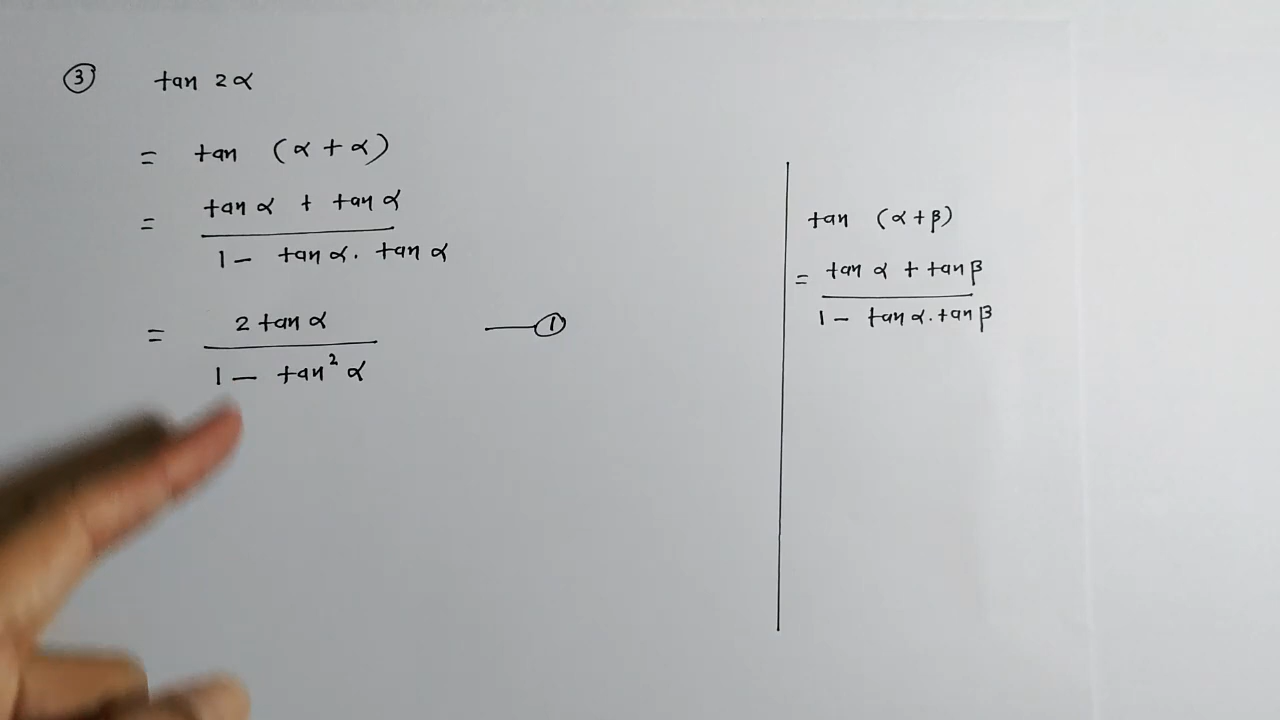 ③ tan 2α
= tan (α + α)
= tan α + tan α
1 - tan α. tan α
= 2 tan α
1 - tan² α
—①
tan (α + β)
= tan α + tan β
1 - tan α. tan β